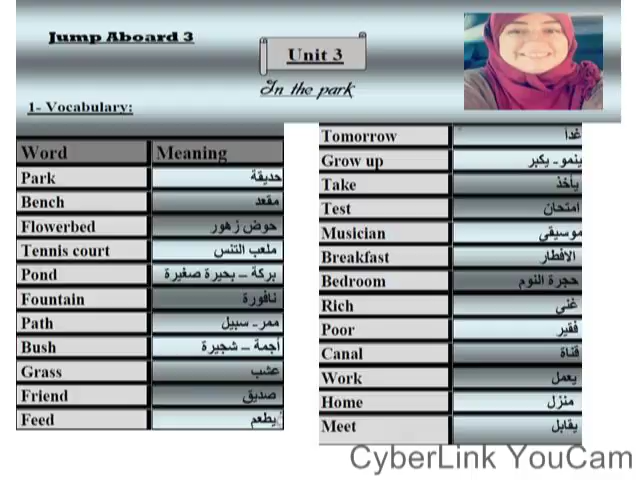 Jump Aboard 3
Unit 3
In the park
1- Vocabulary:
Word Meaning
Park حديقة
Bench مقعد
Flowerbed حوض زهور
Tennis court ملعب التنس
Pond بركة – بحيرة صغيرة
Fountain نافورة
Path ممر- سبيل
Bush أجمة – شجيرة
Grass عشب
Friend صديق
Feed يطعم
Tomorrow غداً
Grow up ينمو- يكبر
Take يأخذ
Test امتحان
Musician موسيقي
Breakfast الافطار
Bedroom حجرة النوم
Rich غني
Poor فقير
Canal قناة
Work يعمل
Home منزل
Meet يقابل
CyberLink YouCam